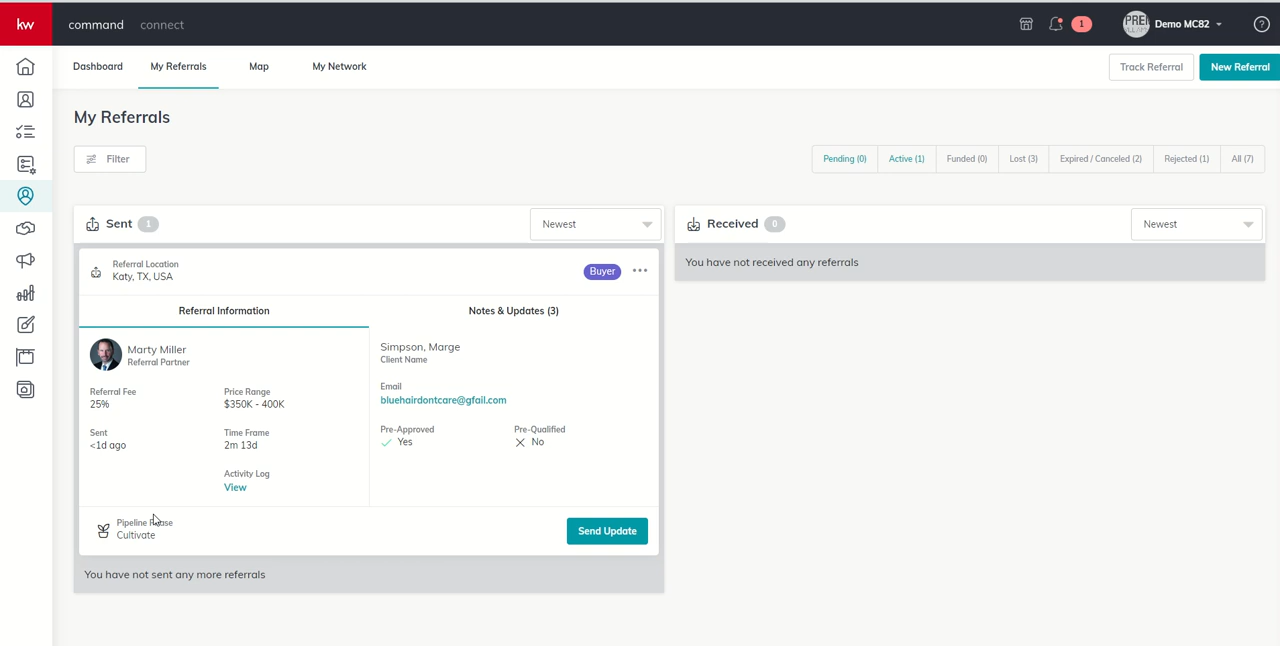 kw command connect 1 PREI Demo MC82 ?
Dashboard My Referrals Map My Network Track Referral New Referral
My Referrals
Filter Pending (0) Active (1) Funded (0) Lost (3) Expired / Canceled (2) Rejected (1) All (7)
Sent 1 Newest
Received 0 Newest
Referral Location
Katy, TX, USA
Buyer
You have not received any referrals
Referral Information Notes & Updates (3)
Marty Miller
Referral Partner
Referral Fee
25%
Price Range
$350K - 400K
Sent
<1d ago
Time Frame
2m 13d
Activity Log
View
Simpson, Marge
Client Name
Email
bluehairdontcare@gfail.com
Pre-Approved
Yes
Pre-Qualified
No
Pipeline Phase
Cultivate
Send Update
You have not sent any more referrals